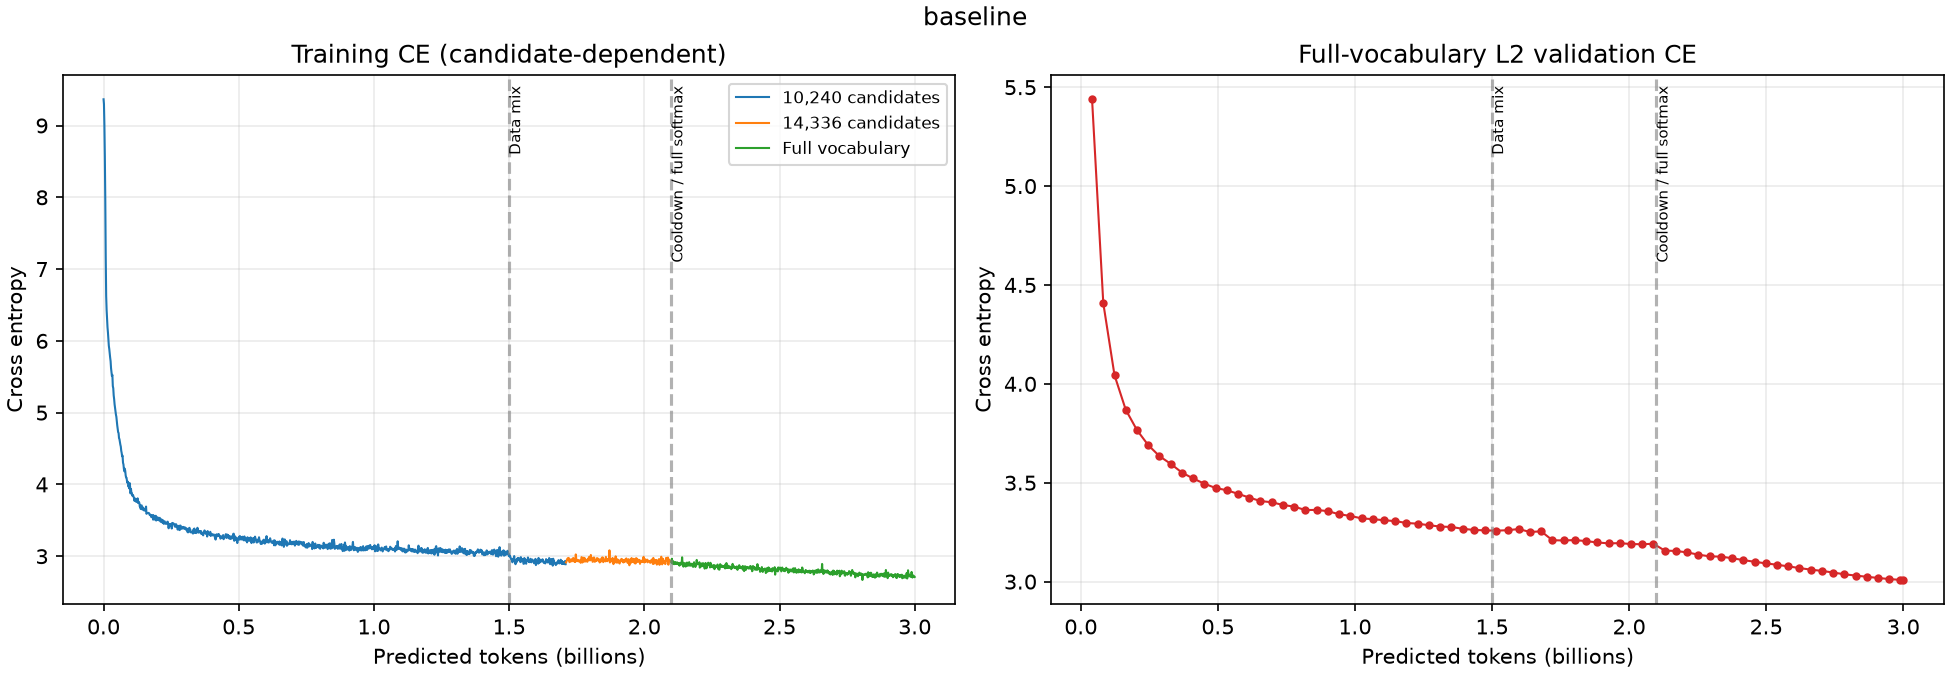 baseline
Training CE (candidate-dependent)
Cross entropy
9
8
7
6
5
4
3
Data mix
Cooldown / full softmax
10,240 candidates
14,336 candidates
Full vocabulary
0.0 0.5 1.0 1.5 2.0 2.5 3.0
Predicted tokens (billions)
Full-vocabulary L2 validation CE
Cross entropy
5.5
5.0
4.5
4.0
3.5
3.0
Data mix
Cooldown / full softmax
0.0 0.5 1.0 1.5 2.0 2.5 3.0
Predicted tokens (billions)